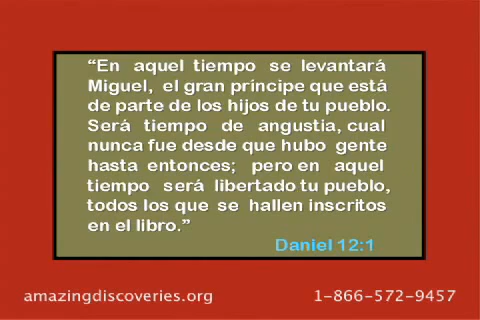 “En aquel tiempo se levantará
Miguel, el gran príncipe que está
de parte de los hijos de tu pueblo.
Será tiempo de angustia, cual
nunca fue desde que hubo gente
hasta entonces; pero en aquel
tiempo será libertado tu pueblo,
todos los que se hallen inscritos
en el libro.”
Daniel 12:1
amazingdiscoveries.org 1-866-572-9457